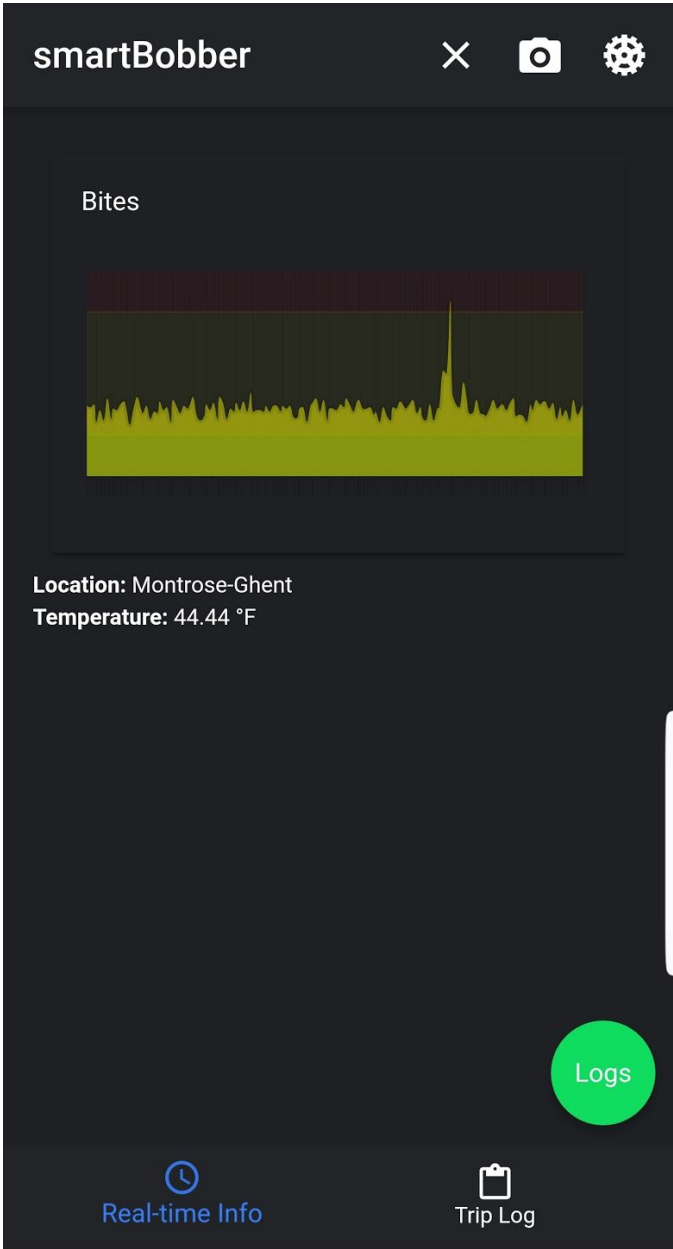 smartBobber
Bites
Location: Montrose-Ghent
Temperature: 44.44 °F
Logs
Real-time Info
Trip Log